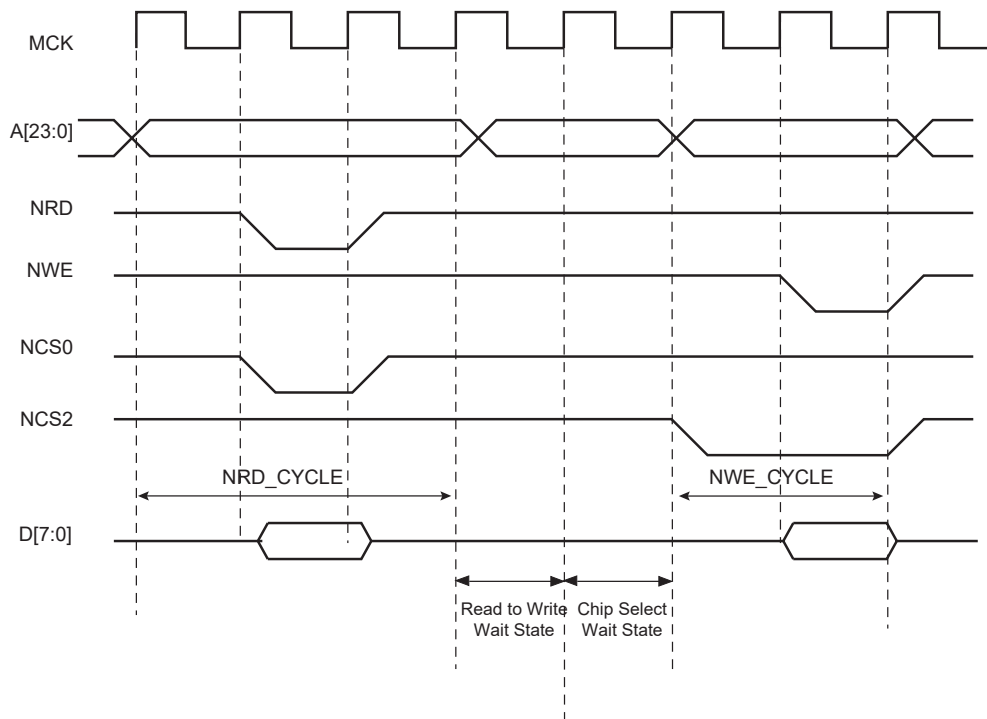 MCK
A[23:0]
NRD
NWE
NCS0
NCS2
NRD_CYCLE
NWE_CYCLE
D[7:0]
Read to Write
Wait State
Chip Select
Wait State